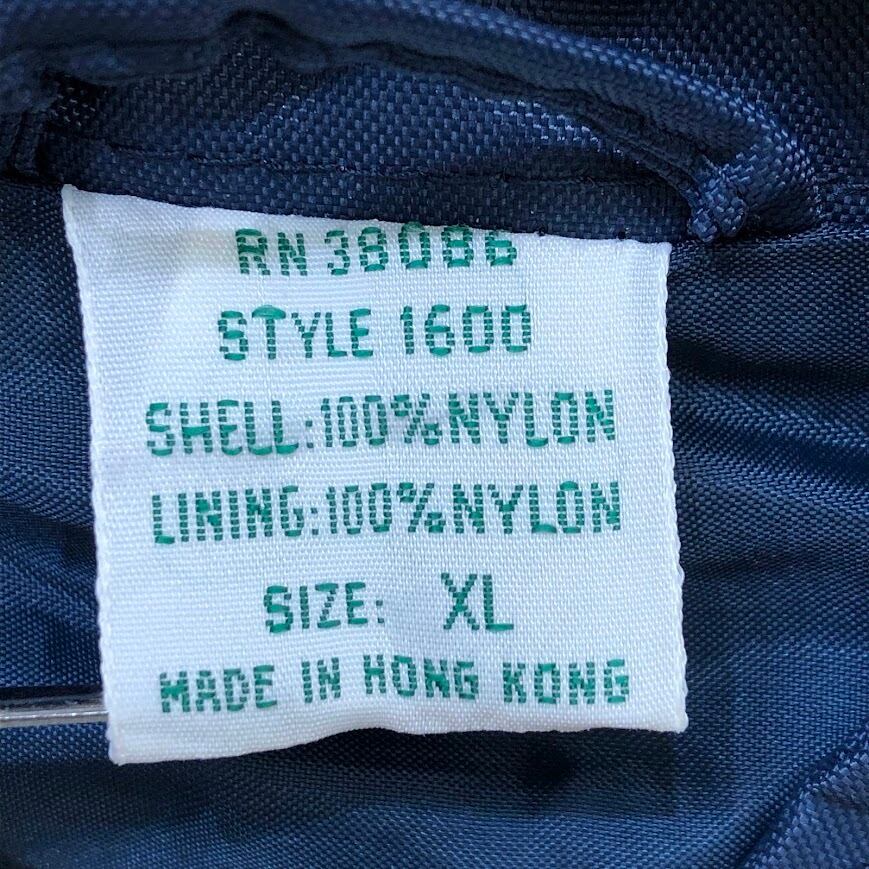 RN 38086
STYLE 1600
SHELL:100%NYLON
LINING:100%NYLON
SIZE: XL
MADE IN HONG KONG